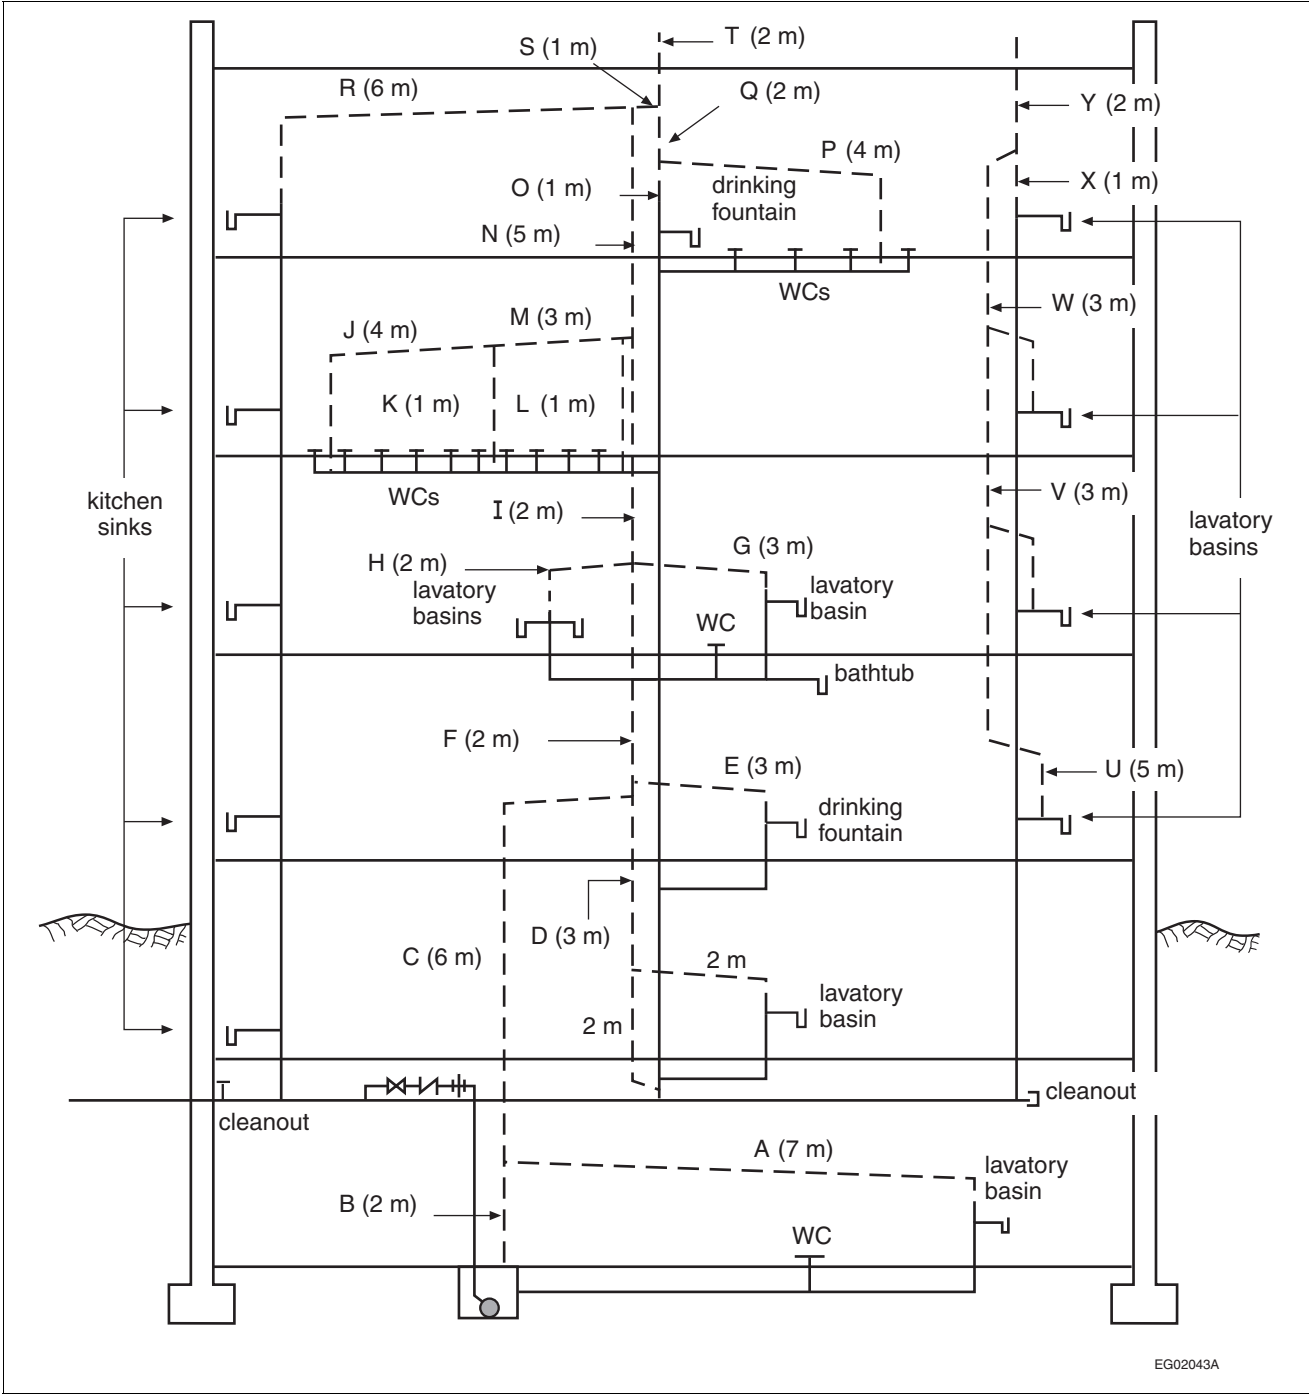 T (2 m)
S (1 m)
R (6 m)
Q (2 m)
Y (2 m)
P (4 m)
O (1 m)
drinking
fountain
X (1 m)
N (5 m)
WCs
W (3 m)
M (3 m)
J (4 m)
K (1 m)
L (1 m)
WCs
kitchen
sinks
I (2 m)
V (3 m)
lavatory
basins
G (3 m)
H (2 m)
lavatory
basins
lavatory
basin
WC
bathtub
F (2 m)
E (3 m)
U (5 m)
drinking
fountain
D (3 m)
C (6 m)
2 m
lavatory
basin
2 m
cleanout
cleanout
A (7 m)
lavatory
basin
B (2 m)
WC
EG02043A